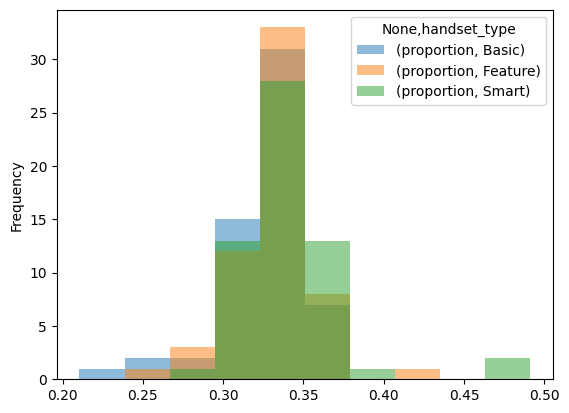 None,handset_type
(proportion, Basic)
(proportion, Feature)
(proportion, Smart)
Frequency
30
25
20
15
10
5
0
0.20 0.25 0.30 0.35 0.40 0.45 0.50